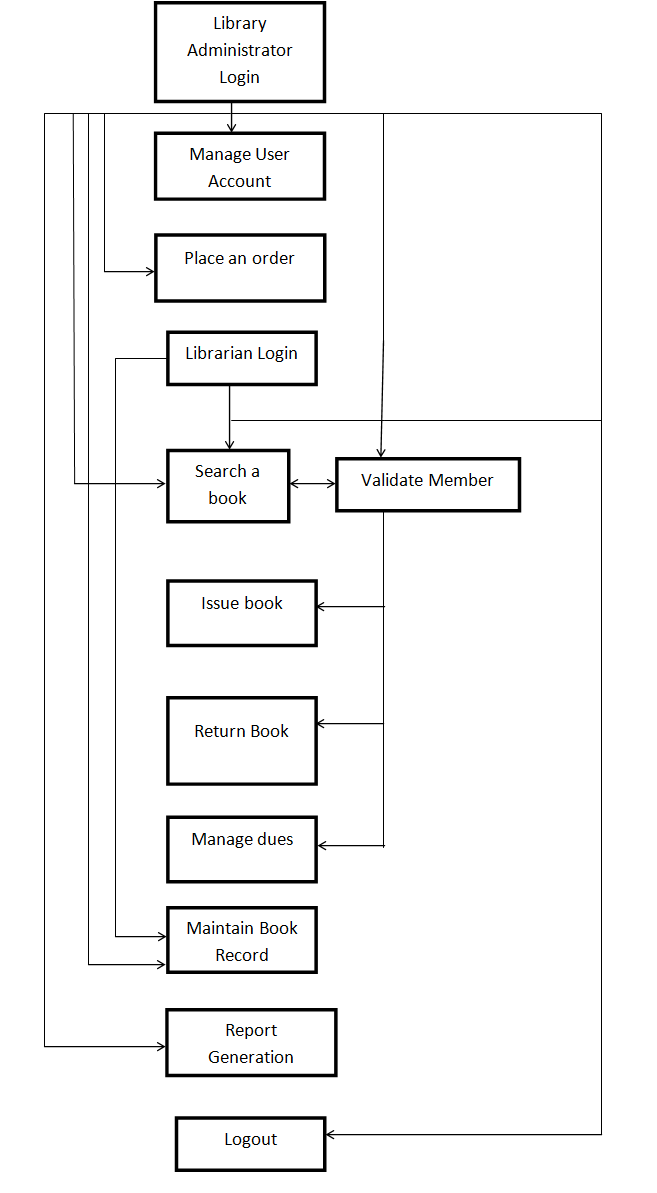 Library
Administrator
Login
Manage User
Account
Place an order
Librarian Login
Search a
book
Validate Member
Issue book
Return Book
Manage dues
Maintain Book
Record
Report
Generation
Logout